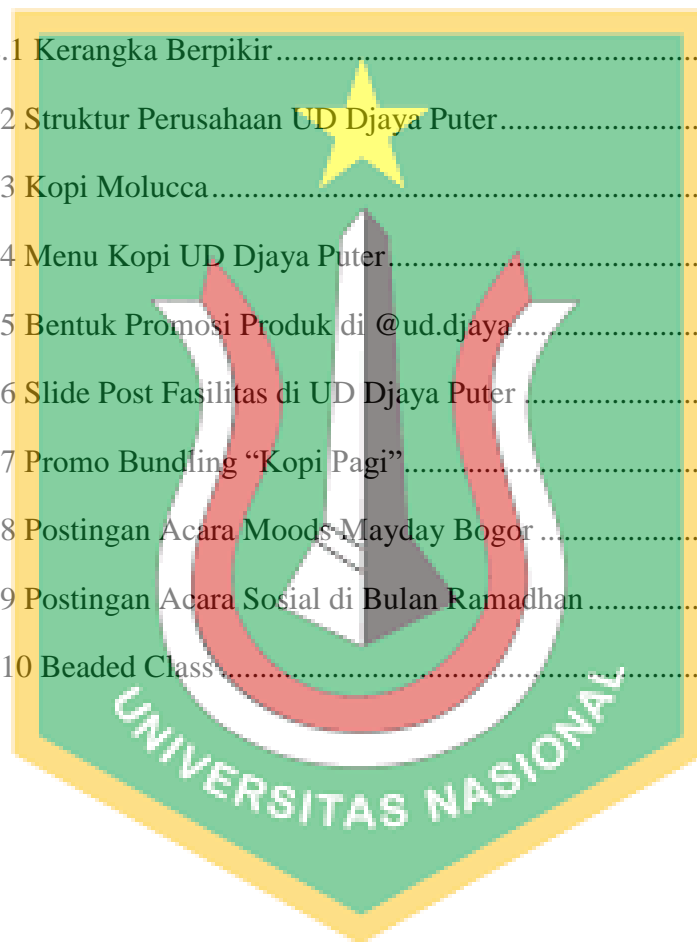 .1 Kerangka Berpikir........................................................
2 Struktur Perusahaan UD Djaya Puter........................
3 Kopi Molucca................................................................
4 Menu Kopi UD Djaya Puter......................................
5 Bentuk Promosi Produk di @ud.djaya......................
6 Slide Post Fasilitas di UD Djaya Puter ....................
7 Promo Bundling “Kopi Pagi”....................................
8 Postingan Acara Moods-Mayday Bogor ..................
9 Postingan Acara Sosial di Bulan Ramadhan ............
10 Beaded Class..............................................................
UNIVERSITAS NASIONAL